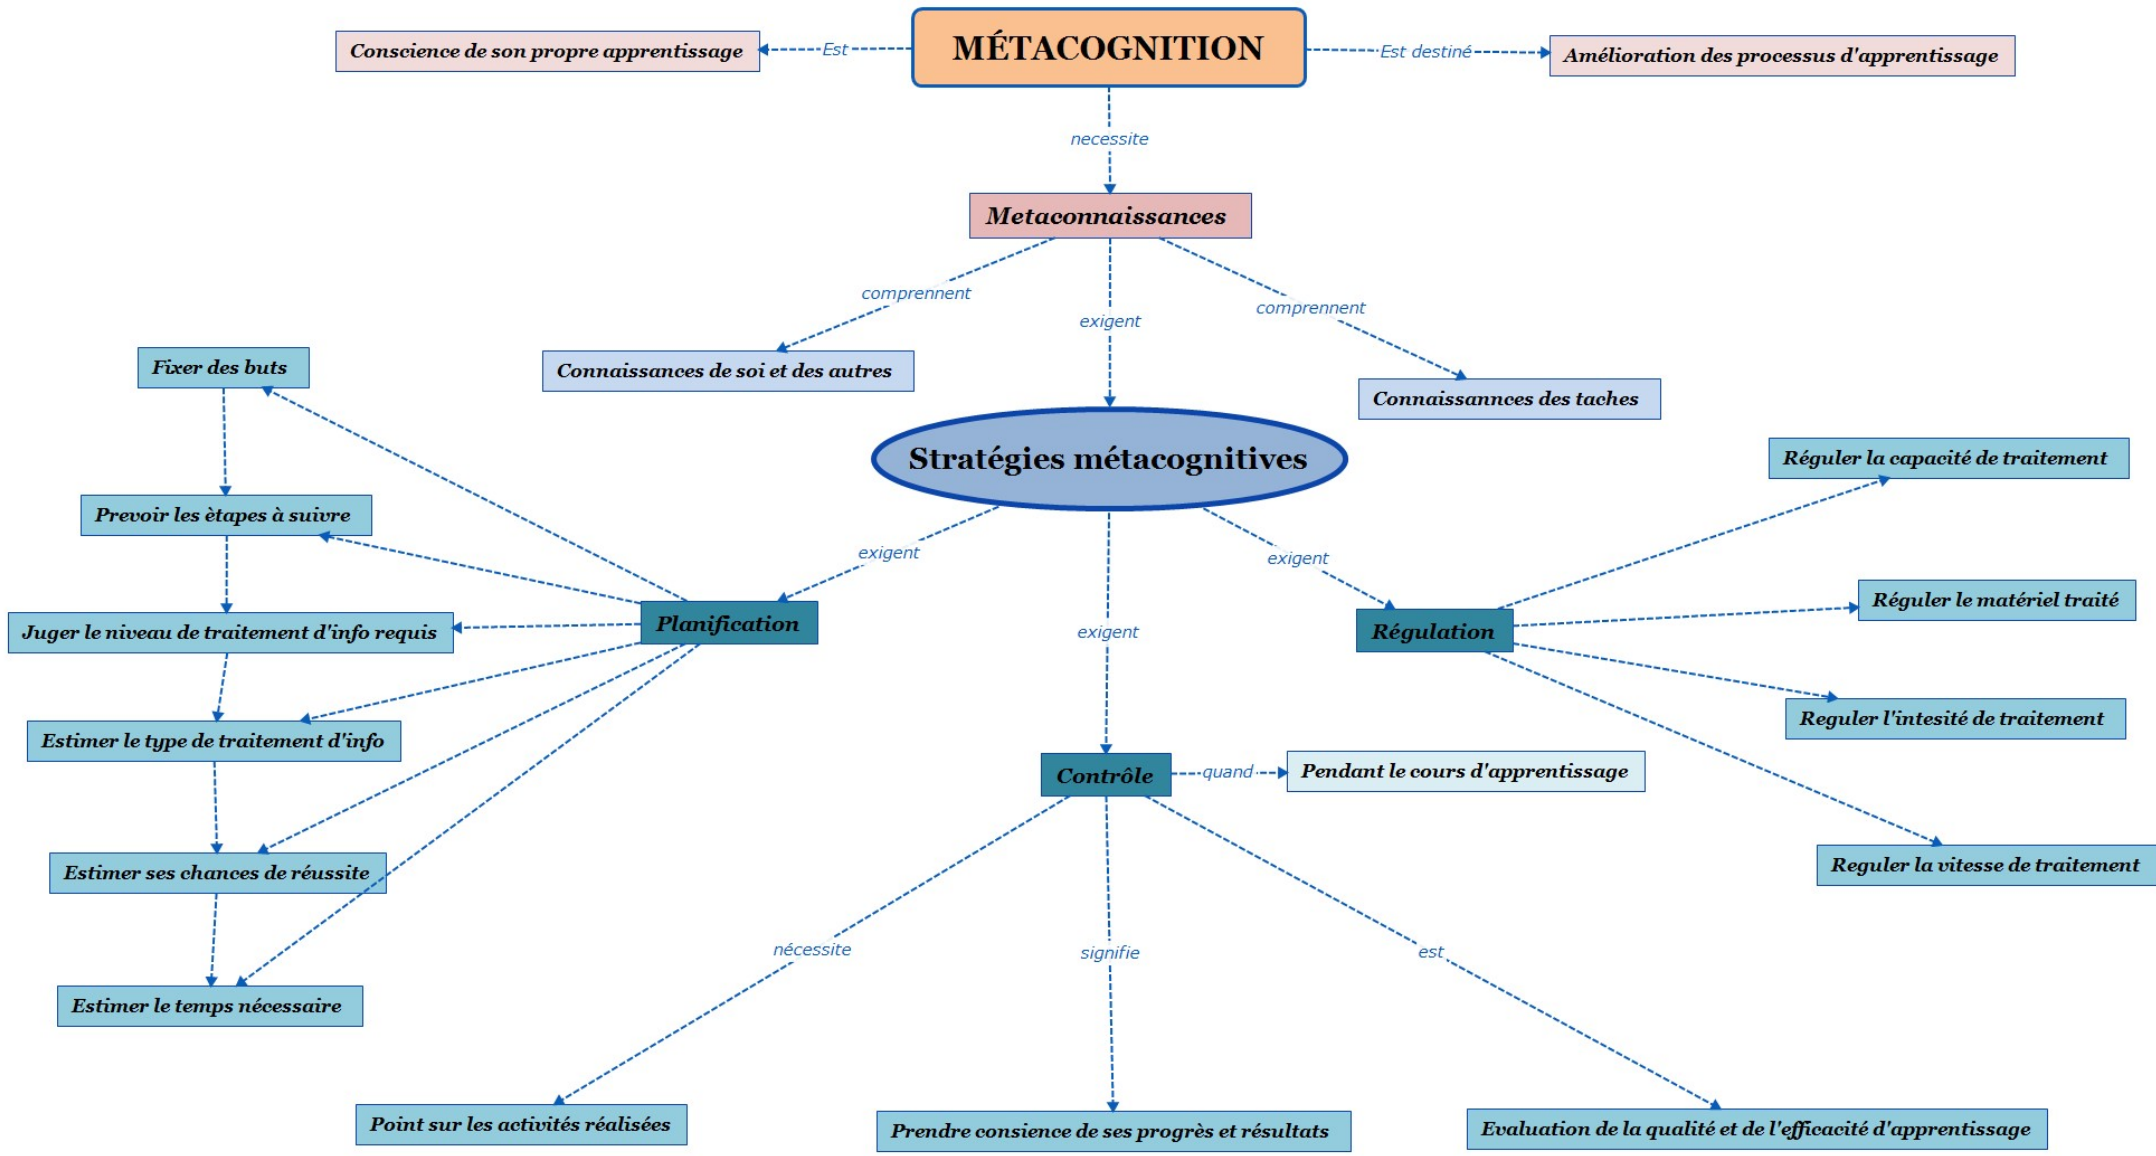 MÉTACOGNITION
Conscience de son propre apprentissage
Est
Est destiné
Amélioration des processus d'apprentissage
necessite
Metaconnaissances
comprennent
exigent
comprennent
Connaissances de soi et des autres
Connaissannces des taches
Stratégies métacognitives
exigent
exigent
exigent
Planification
Fixer des buts
Prevoir les ètapes à suivre
Juger le niveau de traitement d'info requis
Estimer le type de traitement d'info
Estimer ses chances de réussite
Estimer le temps nécessaire
Régulation
Réguler la capacité de traitement
Réguler le matériel traité
Reguler l'intesité de traitement
Reguler la vitesse de traitement
Contrôle
quand
Pendant le cours d'apprentissage
nécessite
signifie
est
Point sur les activités réalisées
Prendre consience de ses progrès et résultats
Evaluation de la qualité et de l'efficacité d'apprentissage